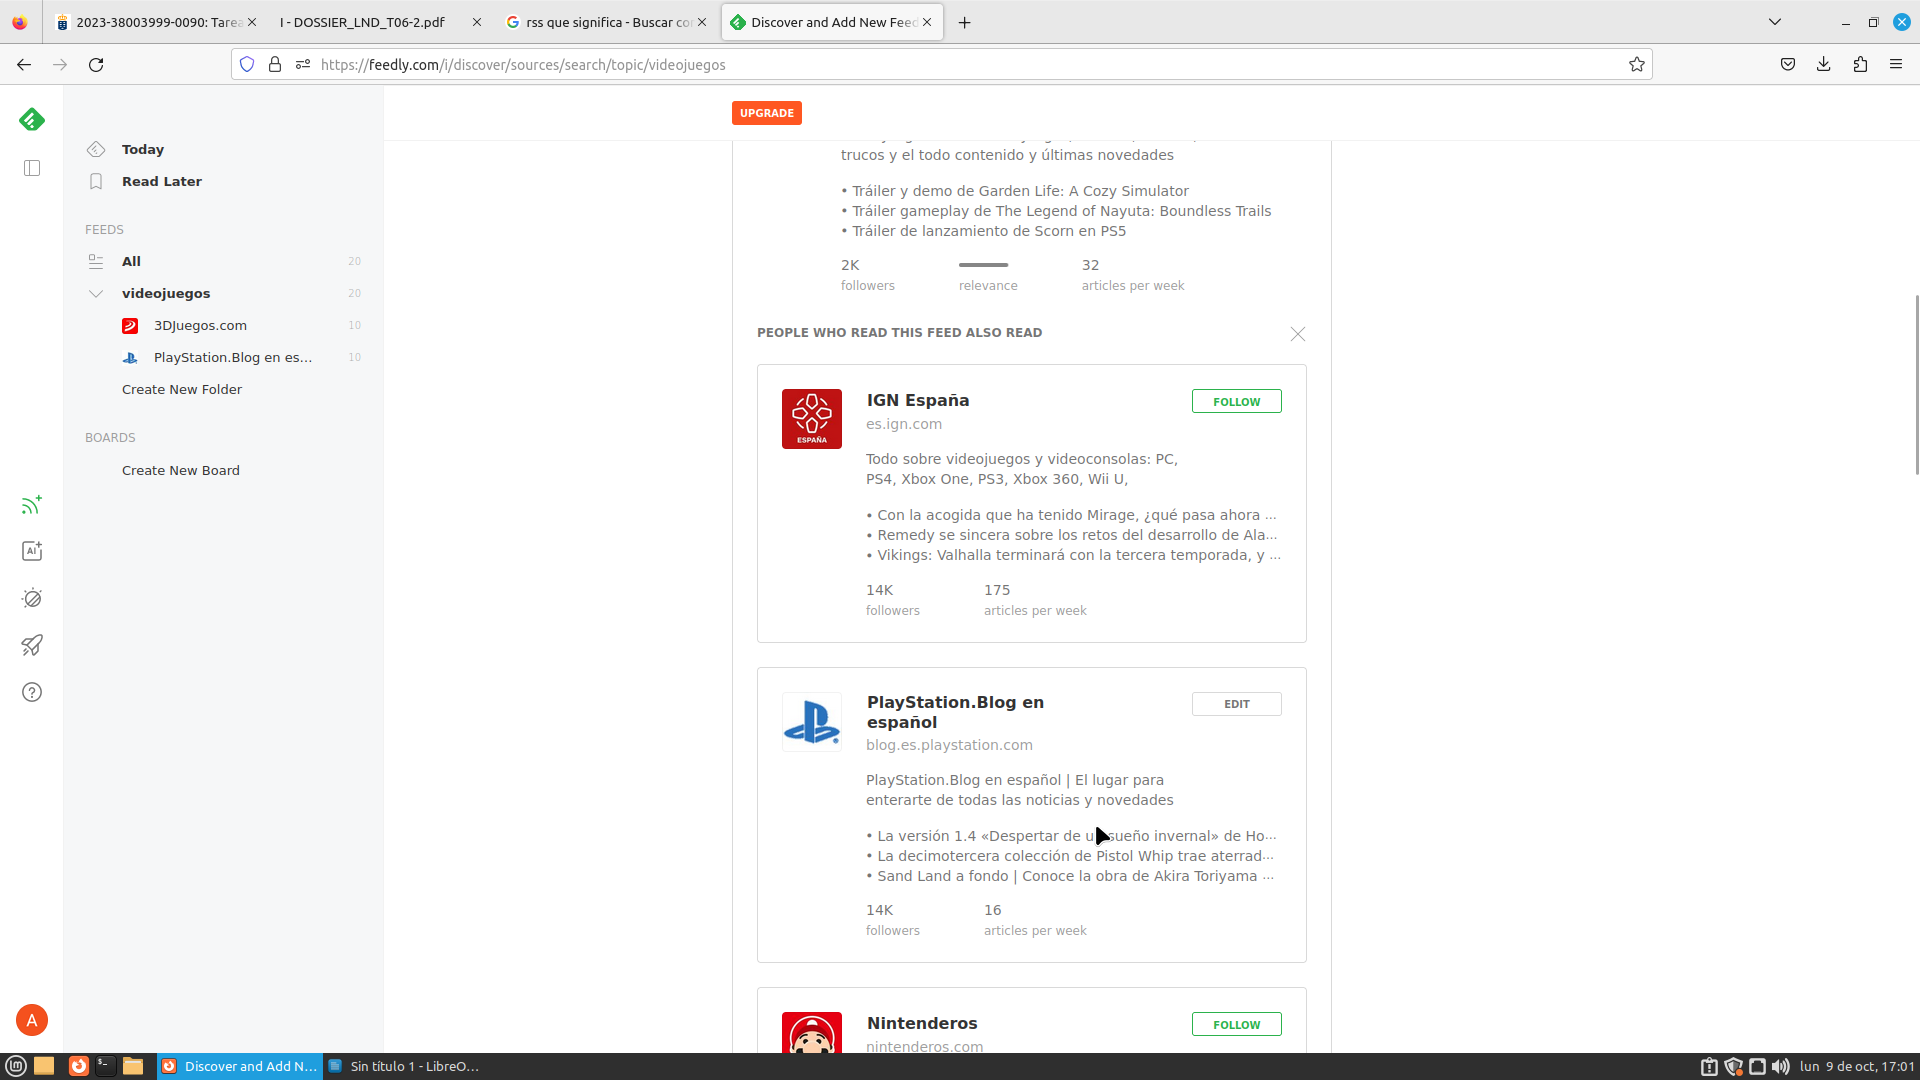 2023-38003999-0090: Tarea
I - DOSSIER_LND_T06-2.pdf
rss que significa - Buscar con
Discover and Add New Feed
https://feedly.com/i/discover/sources/search/topic/videojuegos
UPGRADE
Today
Read Later
FEEDS
All 20
videojuegos 20
3DJuegos.com 10
PlayStation.Blog en es... 10
Create New Folder
BOARDS
Create New Board
AI
A
trucos y el todo contenido y últimas novedades
• Tráiler y demo de Garden Life: A Cozy Simulator
• Tráiler gameplay de The Legend of Nayuta: Boundless Trails
• Tráiler de lanzamiento de Scorn en PS5
2K 32
followers relevance articles per week
PEOPLE WHO READ THIS FEED ALSO READ
ESPAÑA
IGN España
FOLLOW
es.ign.com
Todo sobre videojuegos y videoconsolas: PC,
PS4, Xbox One, PS3, Xbox 360, Wii U,
• Con la acogida que ha tenido Mirage, ¿qué pasa ahora ...
• Remedy se sincera sobre los retos del desarrollo de Ala...
• Vikings: Valhalla terminará con la tercera temporada, y ...
14K 175
followers articles per week
PlayStation.Blog en
español
EDIT
blog.es.playstation.com
PlayStation.Blog en español | El lugar para
enterarte de todas las noticias y novedades
• La versión 1.4 «Despertar de u sueño invernal» de Ho...
• La decimotercera colección de Pistol Whip trae aterrad...
• Sand Land a fondo | Conoce la obra de Akira Toriyama ...
14K 16
followers articles per week
Nintenderos
FOLLOW
nintenderos.com
Discover and Add N...
Sin título 1 - LibreO...
lun 9 de oct, 17:01